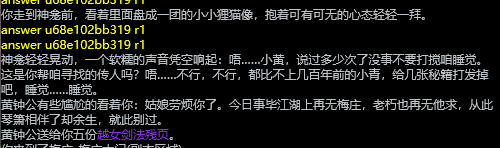 answer u68e102bb319 r1
你走到神龛前，看着里面盘成一团的小小狸猫像，抱着可有可无的心态轻轻一拜。
answer u68e102bb319 r1
answer u68e102bb319 r1
神龛轻轻晃动，一个软糯的声音凭空响起：唔……小黄，说过多少次了没事不要打搅咱睡觉。
这是你帮咱寻找的传人吗？唔……不行，不行，都比不上几百年前的小青，给几张秘籍打发掉
吧，睡觉……睡觉。
黄钟公有些尴尬的看着你：姑娘劳烦你了。今日事毕江湖上再无梅庄，老朽也再无他求，从此
琴箫相伴了却余生，就此别过。
黄钟公送给你五份越女剑法残页。